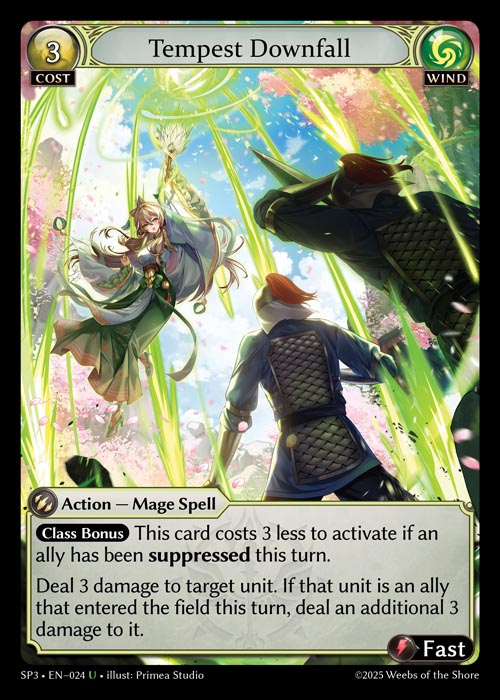 3
COST
Tempest Downfall
WIND
Action — Mage Spell
Class Bonus This card costs 3 less to activate if an
ally has been suppressed this turn.
Deal 3 damage to target unit. If that unit is an ally
that entered the field this turn, deal an additional 3
damage to it.
Fast
SP3 • EN–024 U • illust: Primea Studio
©2025 Weebs of the Shore